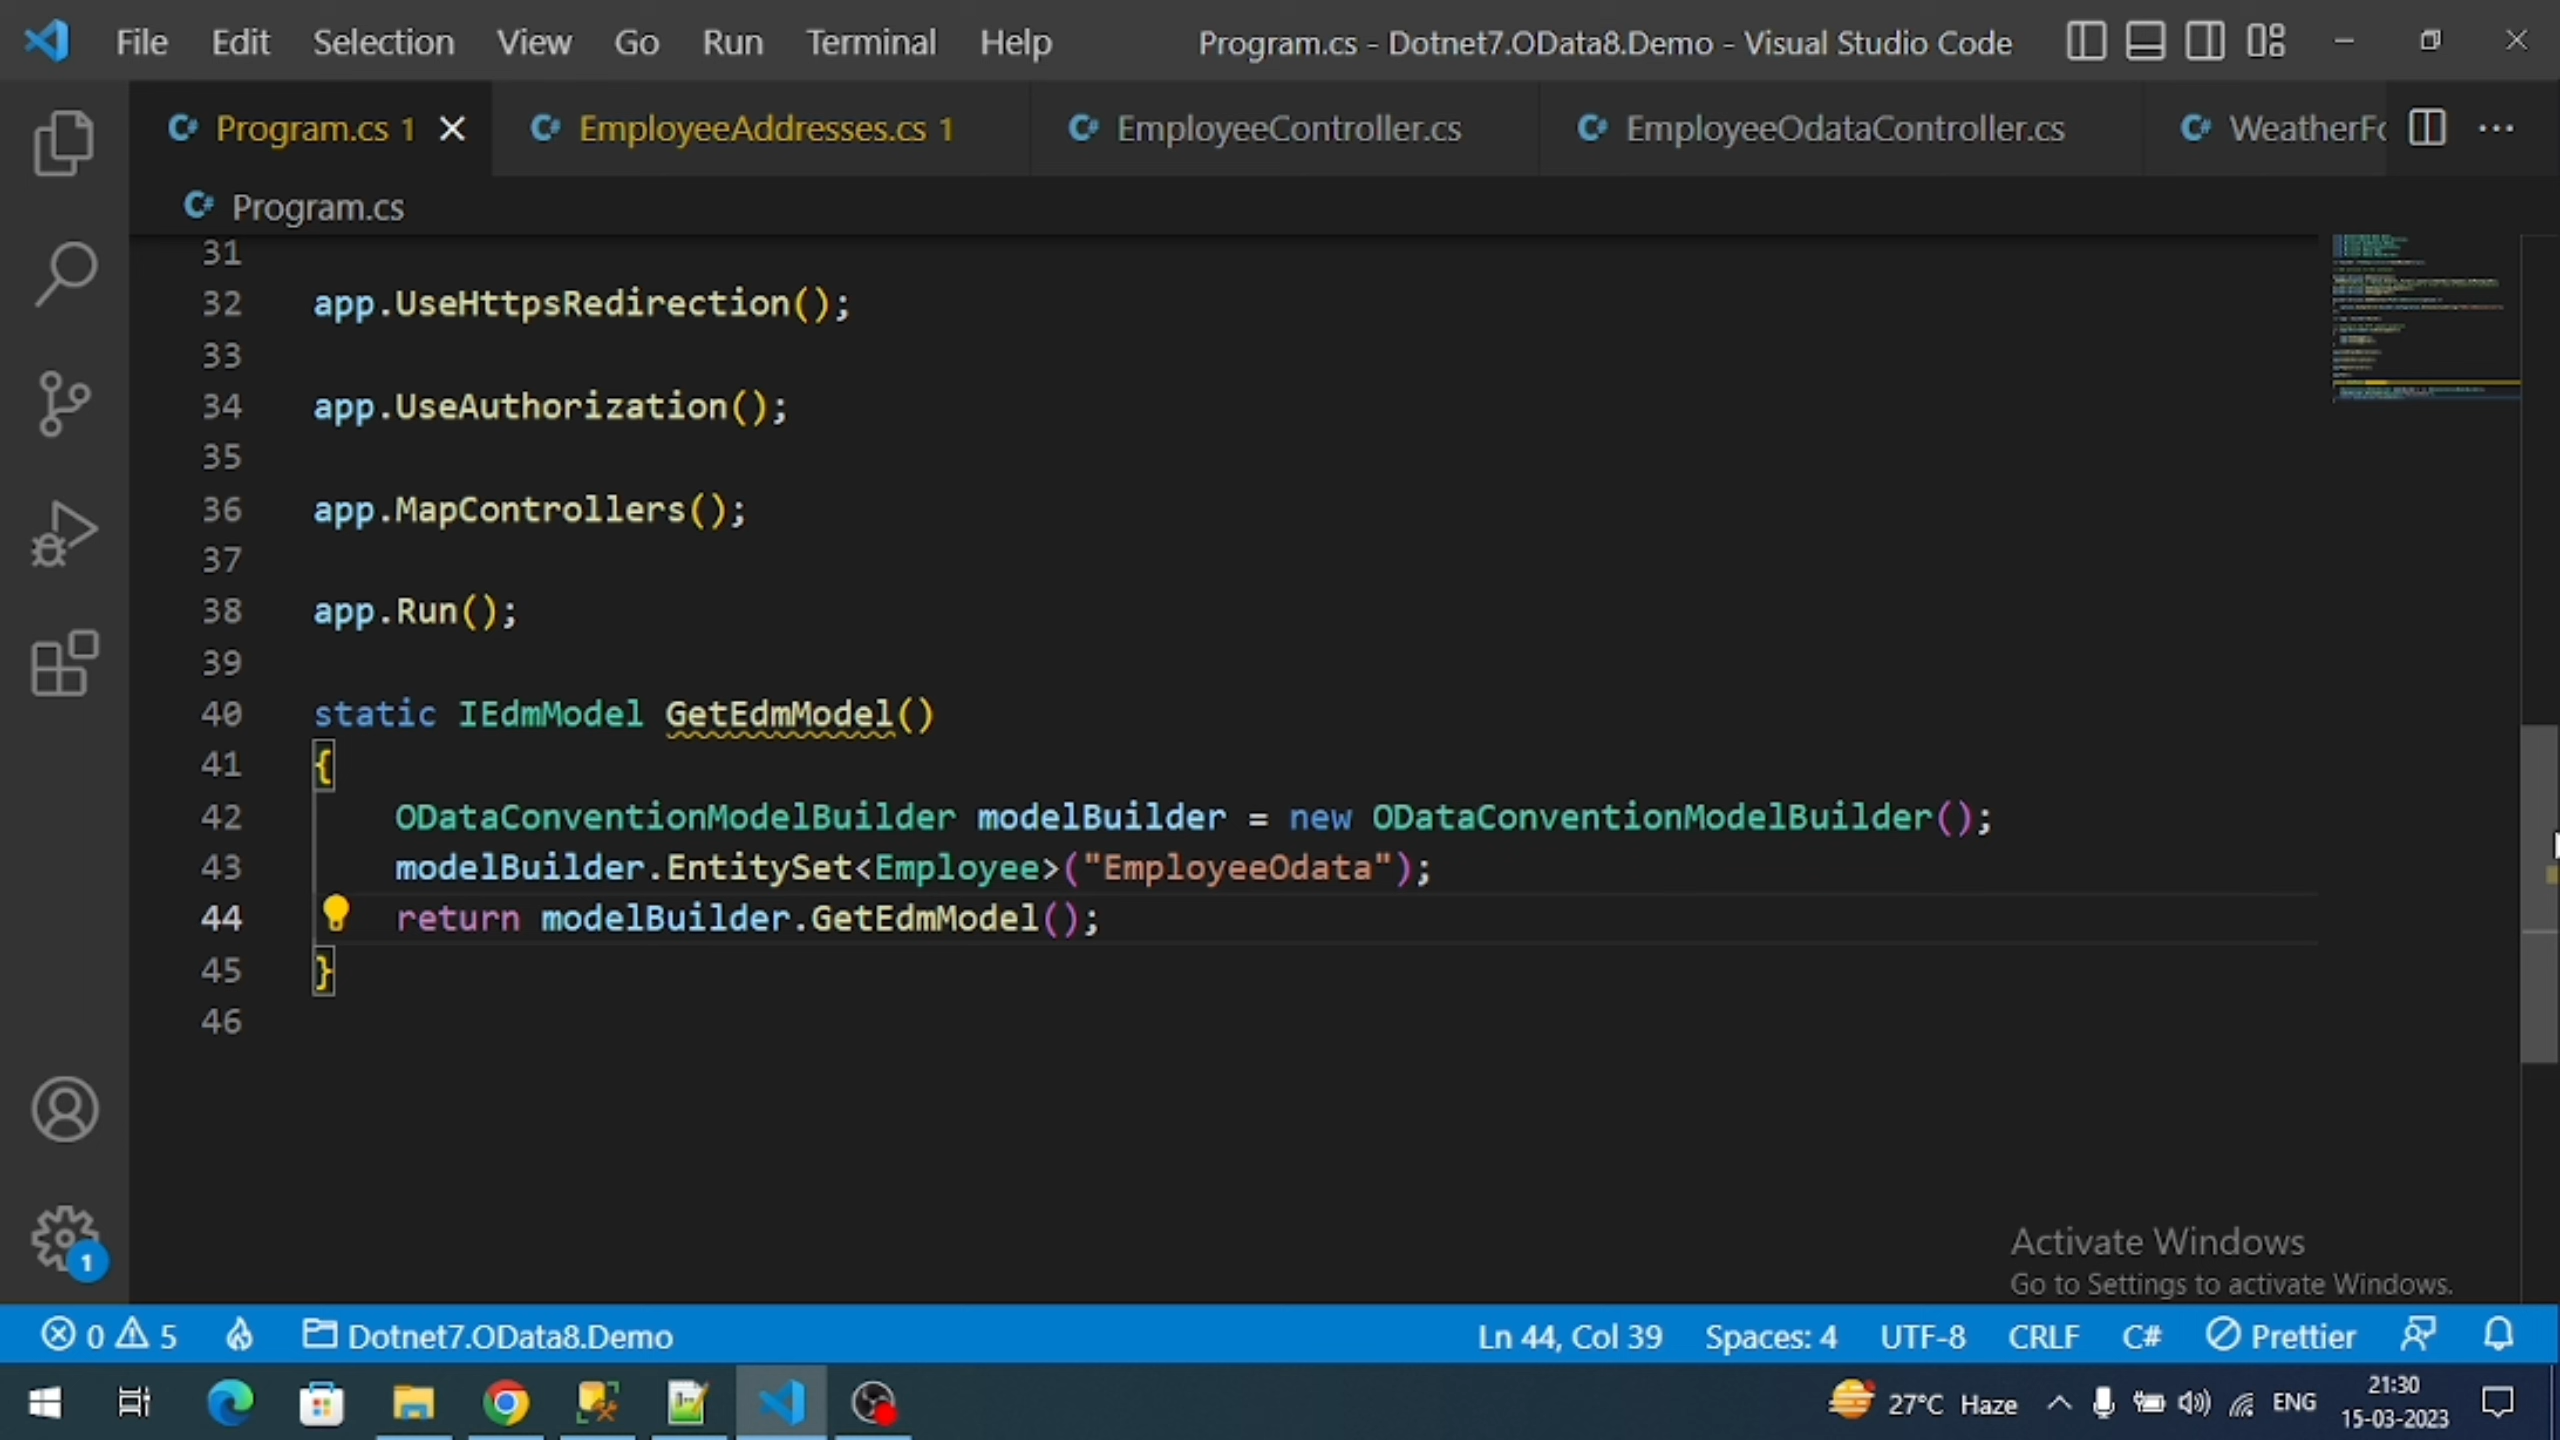 File Edit Selection View Go Run Terminal Help Program.cs - Dotnet7.OData8.Demo - Visual Studio Code
Program.cs 1 EmployeeAddresses.cs 1 EmployeeController.cs EmployeeOdataController.cs WeatherFo
Program.cs
31
32 app.UseHttpsRedirection();
33
34 app.UseAuthorization();
35
36 app.MapControllers();
37
38 app.Run();
39
40 static IEdmModel GetEdmModel()
41 {
42 ODataConventionModelBuilder modelBuilder = new ODataConventionModelBuilder();
43 modelBuilder.EntitySet<Employee>("EmployeeOdata");
44 return modelBuilder.GetEdmModel();
45 }
46
1
Activate Windows
Go to Settings to activate Windows.
0 5 Dotnet7.OData8.Demo Ln 44, Col 39 Spaces: 4 UTF-8 CRLF C# Prettier
27°C Haze ENG 21:30
15-03-2023